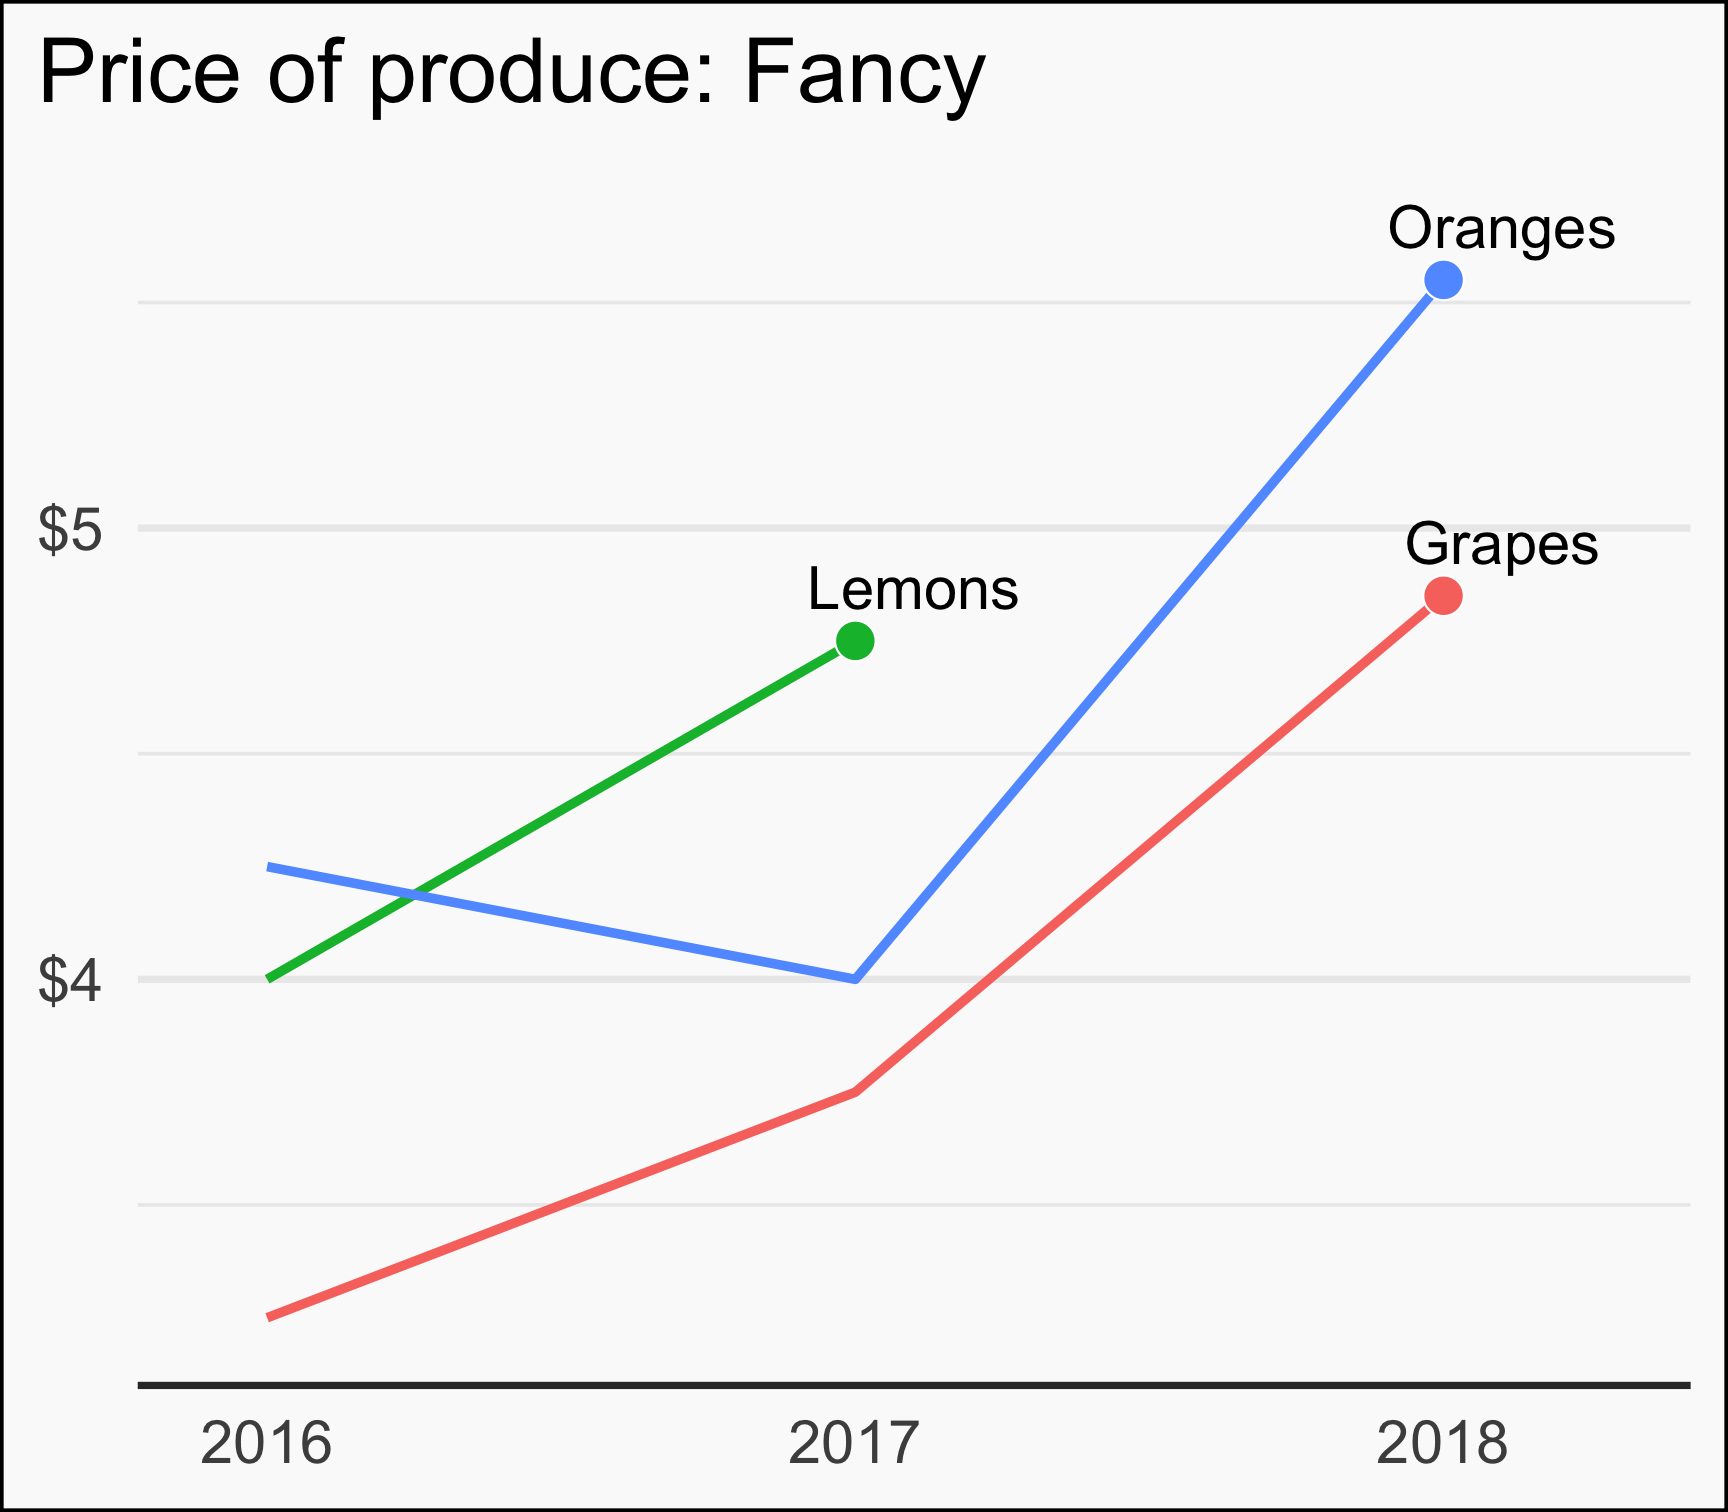 Price of produce: Fancy
Oranges
$5
Grapes
Lemons
$4
2016 2017 2018